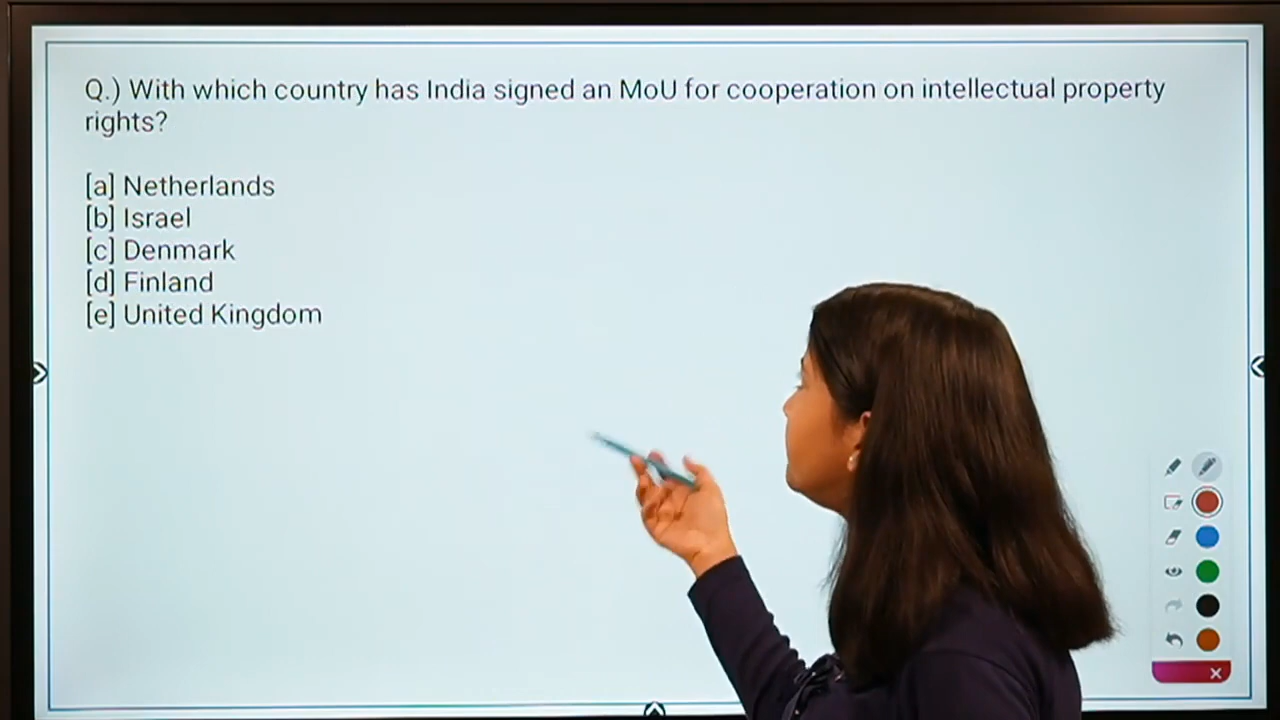 Q.) With which country has India signed an MoU for cooperation on intellectual property
rights?
[a] Netherlands
[b] Israel
[c] Denmark
[d] Finland
[e] United Kingdom